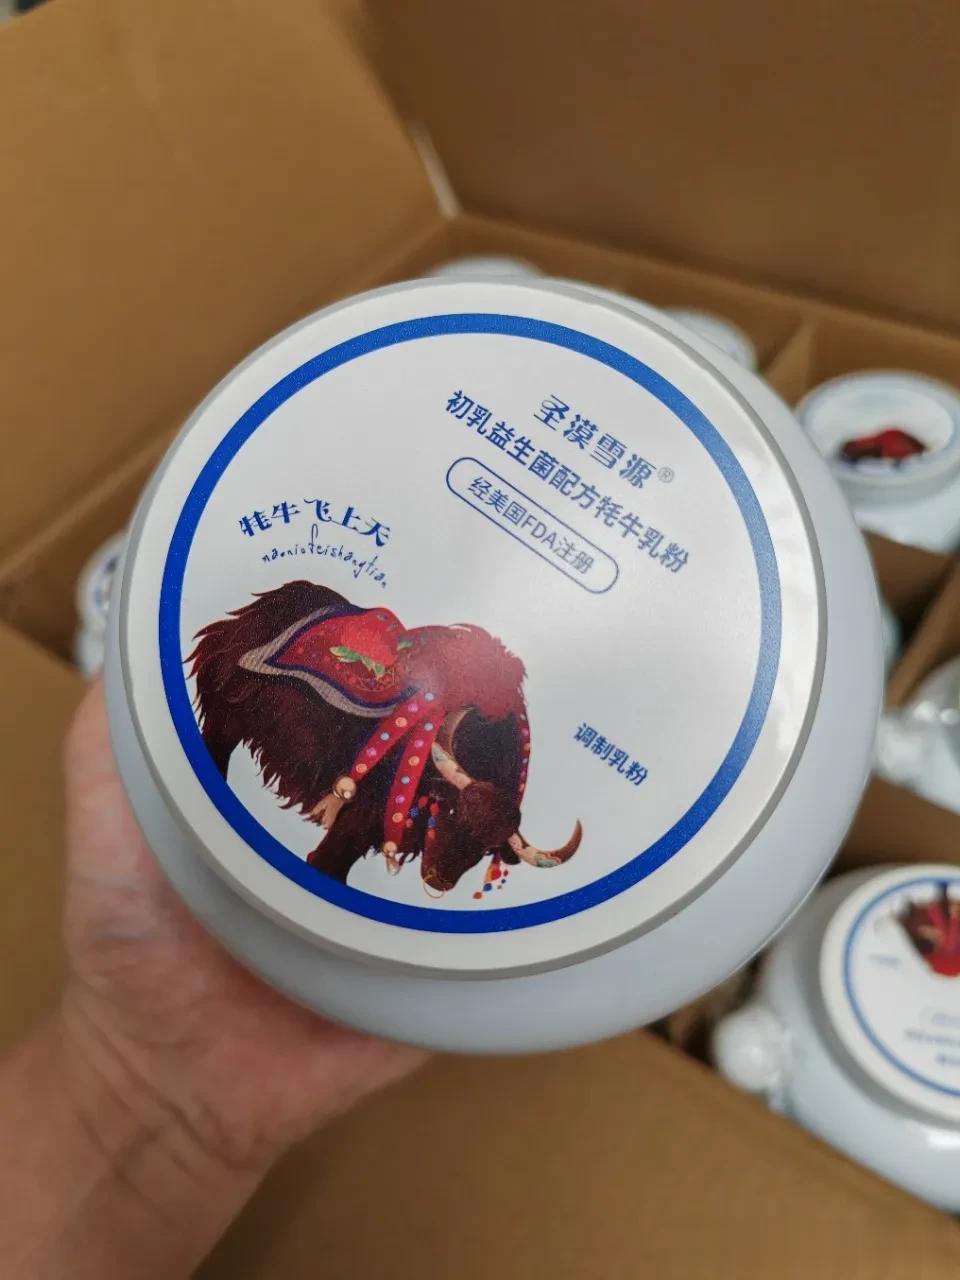 圣漠雪源®
初乳益生菌配方牦牛乳粉
经美国FDA注册
牦牛飞上天
maoniufeishangtian
调制乳粉